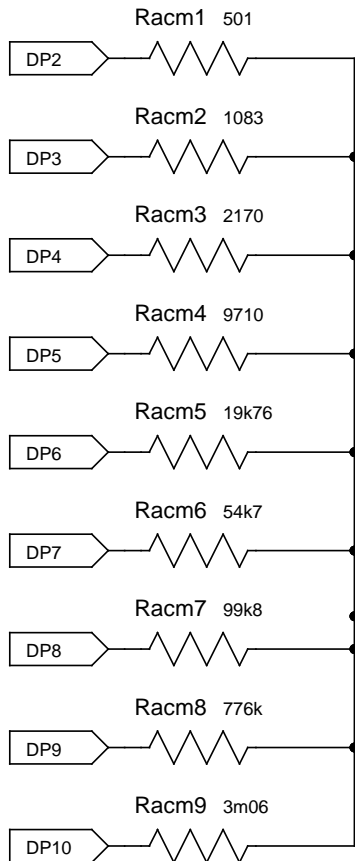 Racm1 501
DP2
Racm2 1083
DP3
Racm3 2170
DP4
Racm4 9710
DP5
Racm5 19k76
DP6
Racm6 54k7
DP7
Racm7 99k8
DP8
Racm8 776k
DP9
Racm9 3m06
DP10